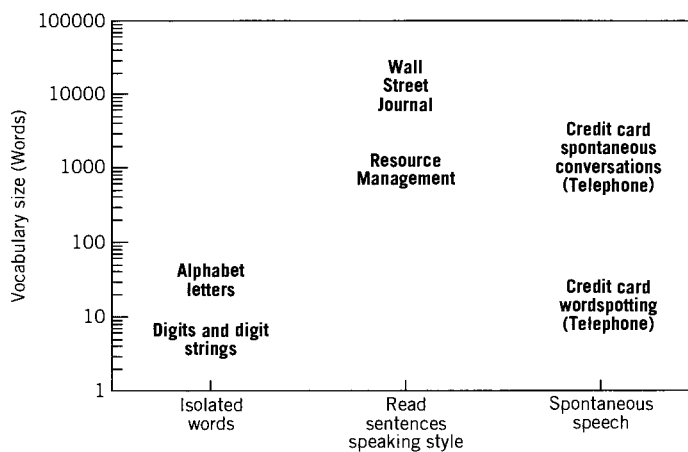 100000
10000
1000
100
10
1
Vocabulary size (Words)
Wall
Street
Journal
Resource
Management
Credit card
spontaneous
conversations
(Telephone)
Alphabet
letters
Digits and digit
strings
Credit card
wordspotting
(Telephone)
Isolated
words
Read
sentences
speaking style
Spontaneous
speech